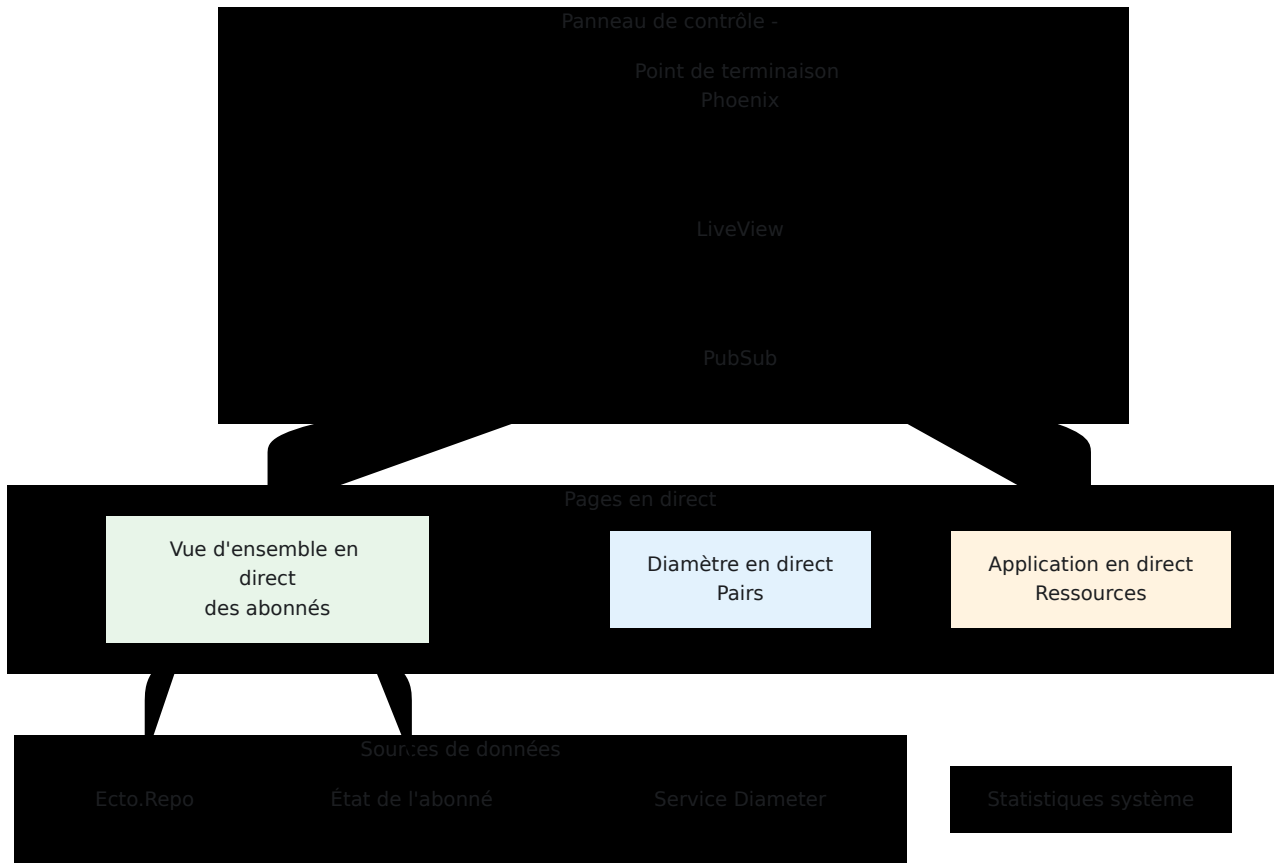 Panneau de contrôle -
Point de terminaison
Phoenix
LiveView
PubSub
Pages en direct
Vue d'ensemble en
direct
des abonnés
Diamètre en direct
Pairs
Application en direct
Ressources
Sources de données
Ecto.Repo
État de l'abonné
Service Diameter
Statistiques système